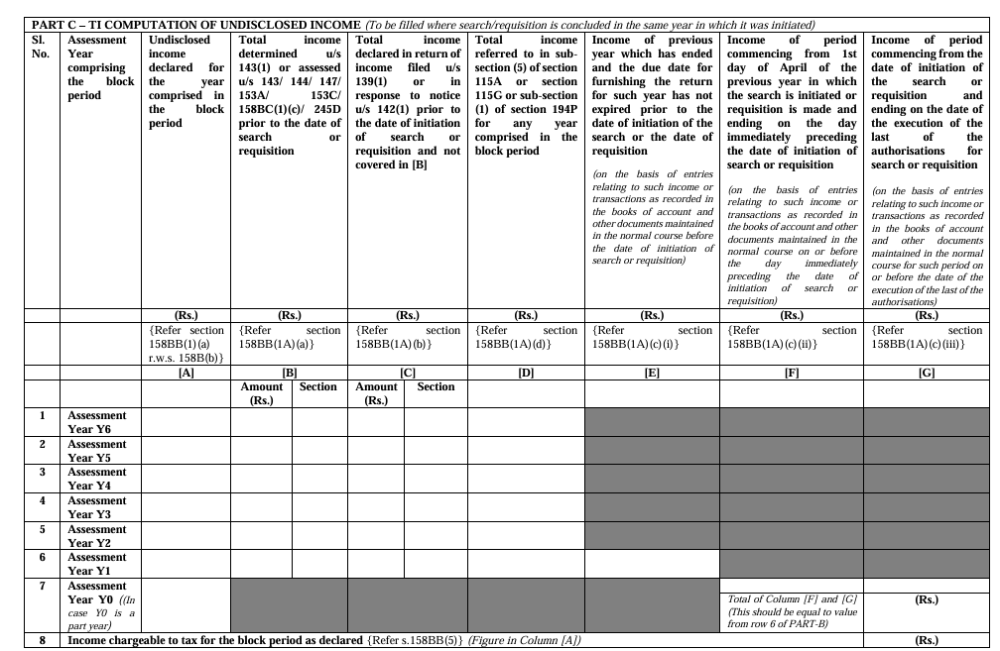 PART C – TI COMPUTATION OF UNDISCLOSED INCOME (To be filled where search/requisition is concluded in the same year in which it was initiated)
Sl. No.
Assessment
Year
comprising
the block
period
Undisclosed
income
declared for
the year
comprised in
the block
period
Total income
determined u/s
143(1) or assessed
u/s 143/ 144/ 147/
153A/ 153C/
158BC(1)(c)/ 245D
prior to the date of
search or
requisition
Total income
declared in return of
income filed u/s
139(1) or in
response to notice
u/s 142(1) prior to
the date of initiation
of search or
requisition and not
covered in [B]
Total income
referred to in sub-
section (5) of section
115A or section
115G or sub-section
(1) of section 194P
for any year
comprised in the
block period
Income of previous
year which has ended
and the due date for
furnishing the return
for such year has not
expired prior to the
date of initiation of the
search or the date of
requisition
(on the basis of entries
relating to such income or
transactions as recorded in
the books of account and
other documents maintained
in the normal course before
the date of initiation of
search or requisition)
Income of period
commencing from 1st
day of April of the
previous year in which
the search is initiated or
requisition is made and
ending on the day
immediately preceding
the date of initiation of
search or requisition
(on the basis of entries
relating to such income or
transactions as recorded in
the books of account and other
documents maintained in the
normal course on or before
the day immediately
preceding the date of
initiation of search or
requisition)
Income of period
commencing from the
date of initiation of
the search or
requisition and
ending on the date of
the execution of the
last of the
authorisations for
search or requisition
(on the basis of entries
relating to such income or
transactions as recorded
in the books of account
and other documents
maintained in the normal
course for such period on
or before the date of the
execution of the last of the
authorisations)
(Rs.) (Rs.) (Rs.) (Rs.) (Rs.) (Rs.) (Rs.)
{Refer section
158BB(1)(a)
r.w.s. 158B(b)}
{Refer section
158BB(1A)(a)}
{Refer section
158BB(1A)(b)}
{Refer section
158BB(1A)(d)}
{Refer section
158BB(1A)(c)(i)}
{Refer section
158BB(1A)(c)(ii)}
{Refer section
158BB(1A)(c)(iii)}
[A] [B] [C] [D] [E] [F] [G]
Amount
(Rs.)
Section
Amount
(Rs.)
Section
1 Assessment
Year Y6
2 Assessment
Year Y5
3 Assessment
Year Y4
4 Assessment
Year Y3
5 Assessment
Year Y2
6 Assessment
Year Y1
7 Assessment
Year Y0 ((In
case Y0 is a
part year)
Total of Column [F] and [G]
(This should be equal to value
from row 6 of PART-B)
(Rs.)
8 Income chargeable to tax for the block period as declared {Refer s.158BB(5)} (Figure in Column [A]) (Rs.)